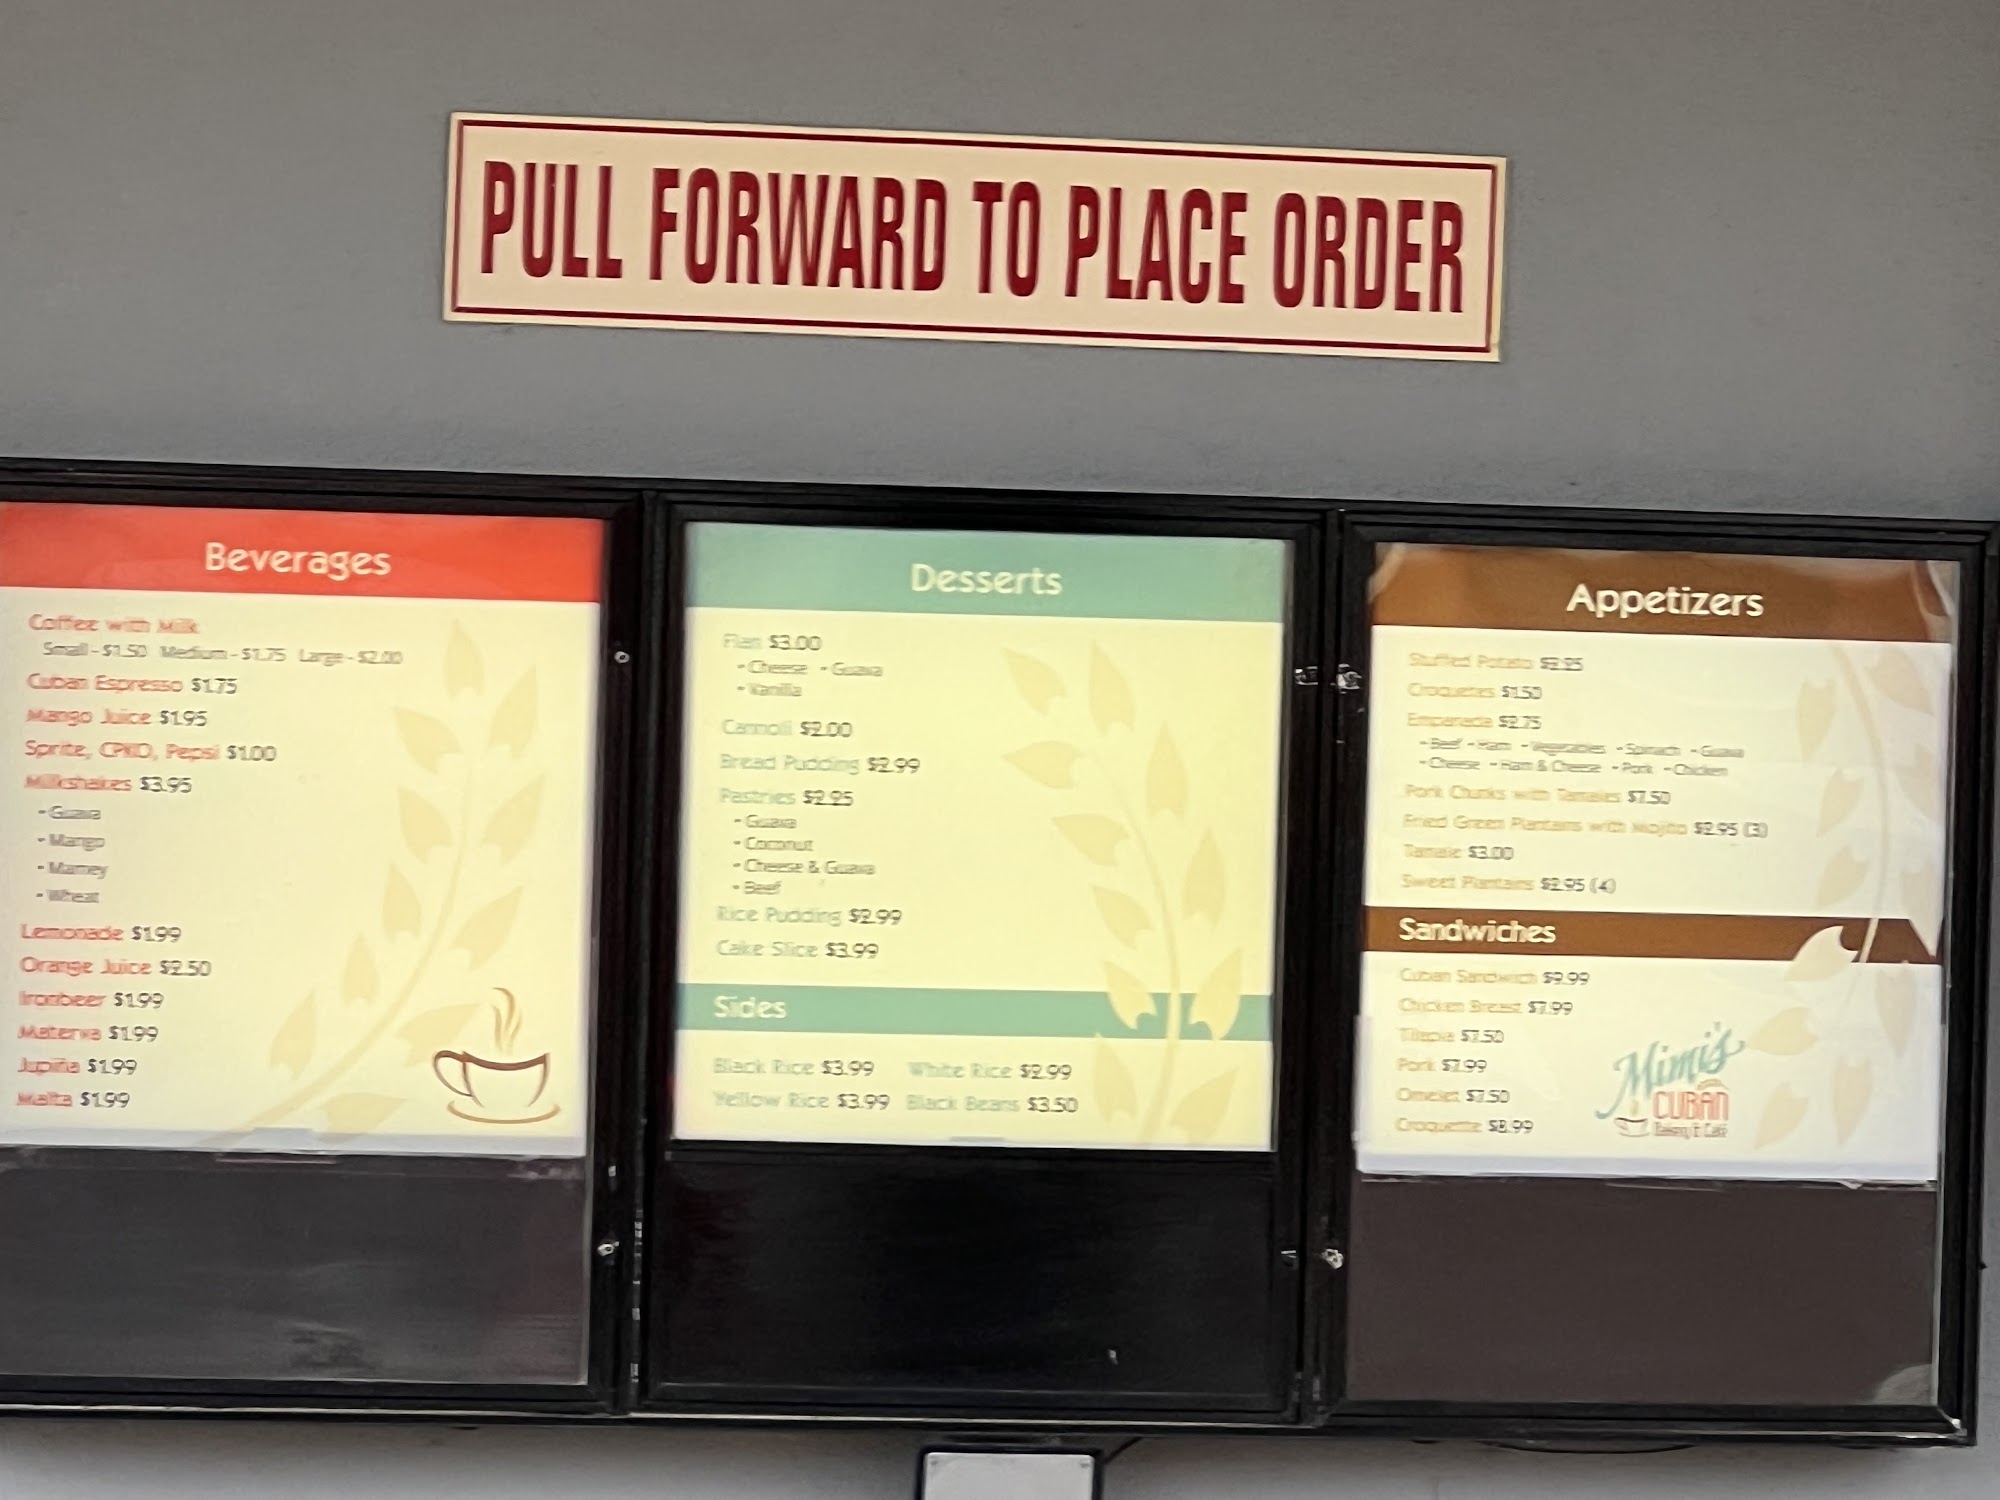 PULL FORWARD TO PLACE ORDER
Beverages
Coffee with Milk
Small - $1.50 Medium - $1.75 Large - $2.00
Cuban Espresso $1.75
Mango Juice $1.95
Sprite, Pepsi $1.00
Milkshakes $3.95
- Guava
- Mango
- Mamey
- Wheat
Lemonade $1.99
Orange Juice $2.50
Ironbeer $1.99
Materva $1.99
Jupiña $1.99
Malta $1.99
Desserts
Flan $3.00
- Cheese - Guava
- Vanilla
Cannoli $2.00
Bread Pudding $2.99
Pastries $2.25
- Guava
- Coconut
- Cheese & Guava
- Beef
Rice Pudding $2.99
Cake Slice $3.99
Sides
Black Rice $3.99 White Rice $2.99
Yellow Rice $3.99 Black Beans $3.50
Appetizers
Stuffed Potato $2.25
Croquetes $1.50
Empanada $2.75
- Beef - Ham - Vegetables - Spinach - Guava
- Cheese - Ham & Cheese - Pork - Chicken
Pork Chunks with Tamales $7.50
Fried Green Plantains with Mojito $2.95 (3)
Tamale $3.00
Sweet Plantains $2.95 (4)
Sandwiches
Cuban Sandwich $9.99
Chicken Breast $7.99
Tilapia $7.50
Pork $7.99
Omelet $7.50
Croquette $8.99
Mimi's
CUBAN
Bakery & Café